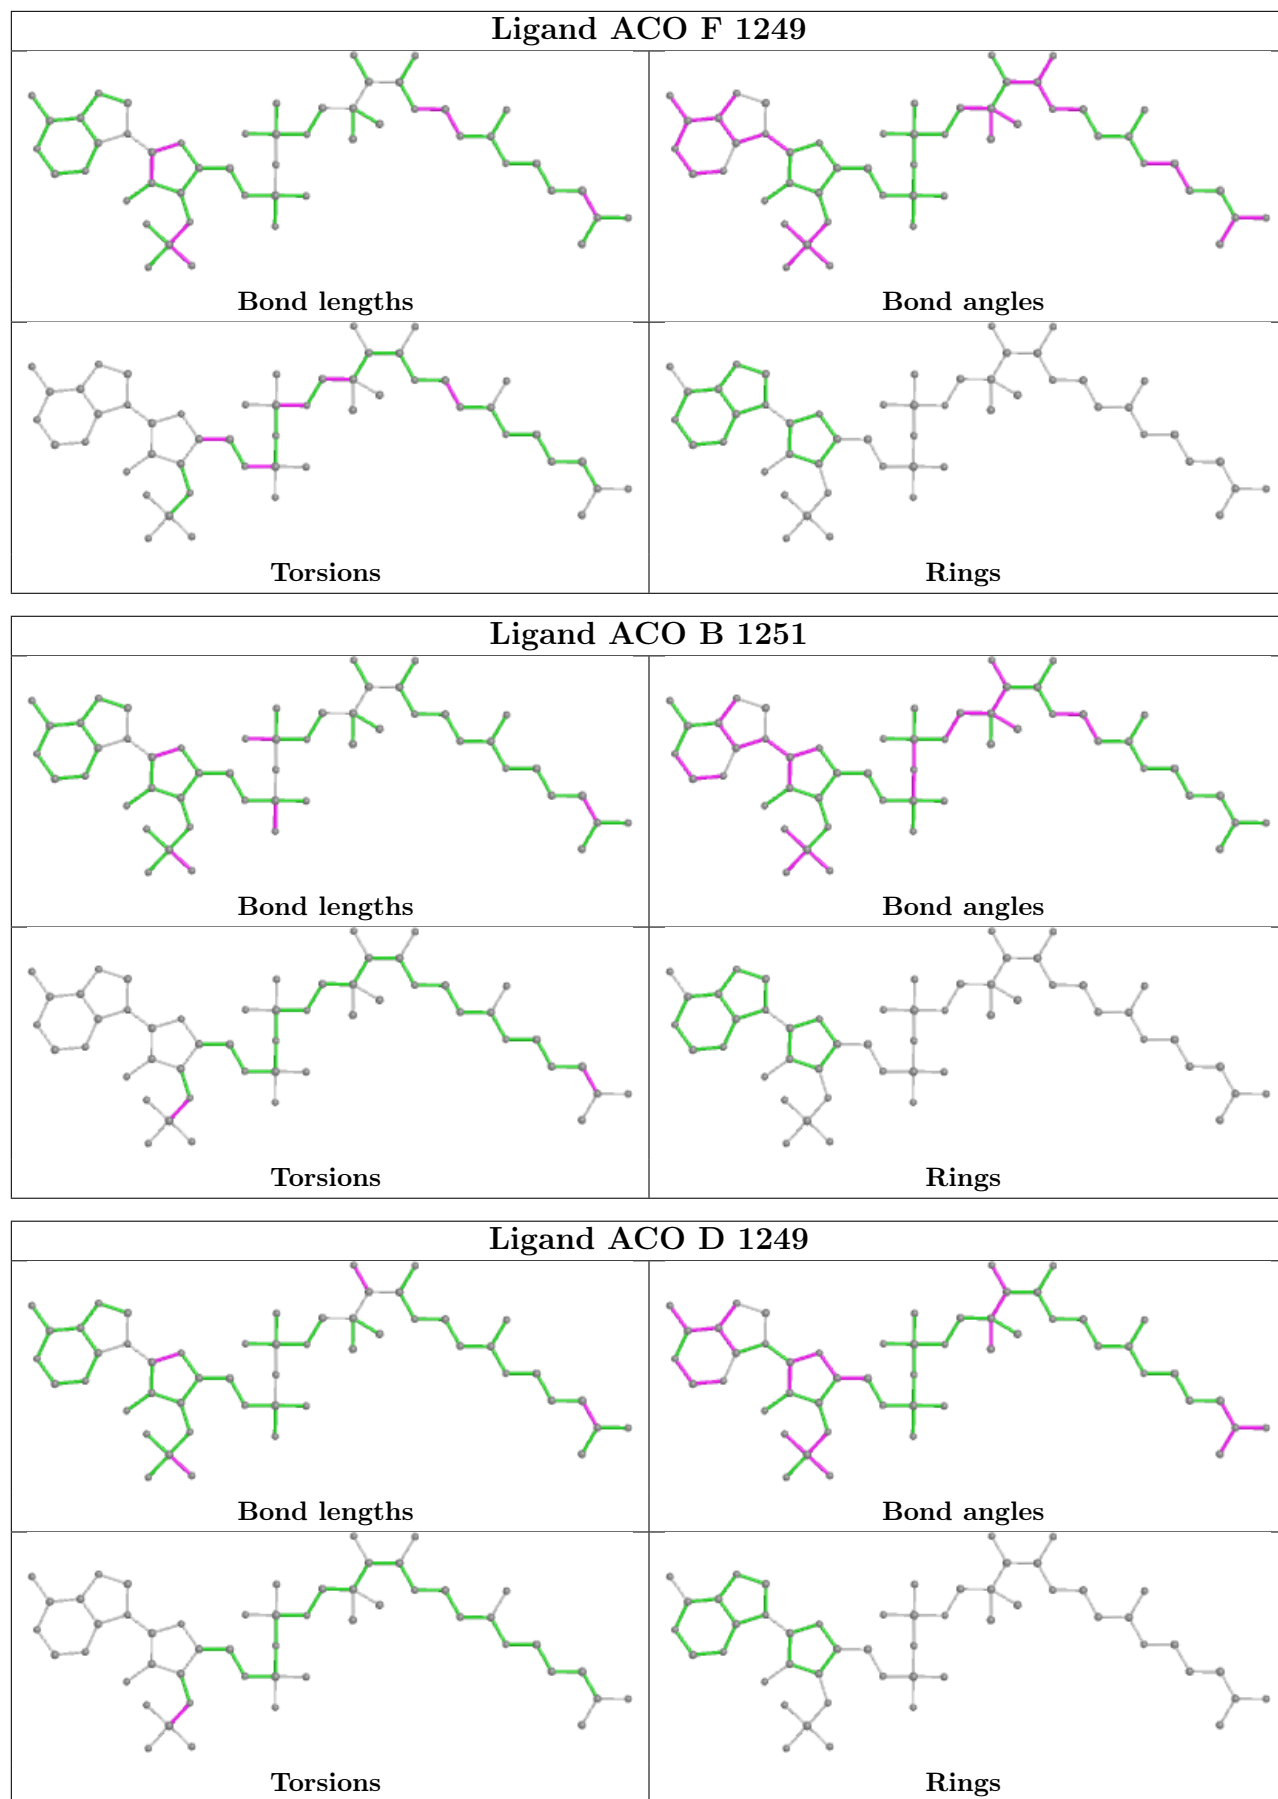 Ligand ACO F 1249
Bond lengths
Bond angles
Torsions
Rings
Ligand ACO B 1251
Bond lengths
Bond angles
Torsions
Rings
Ligand ACO D 1249
Bond lengths
Bond angles
Torsions
Rings